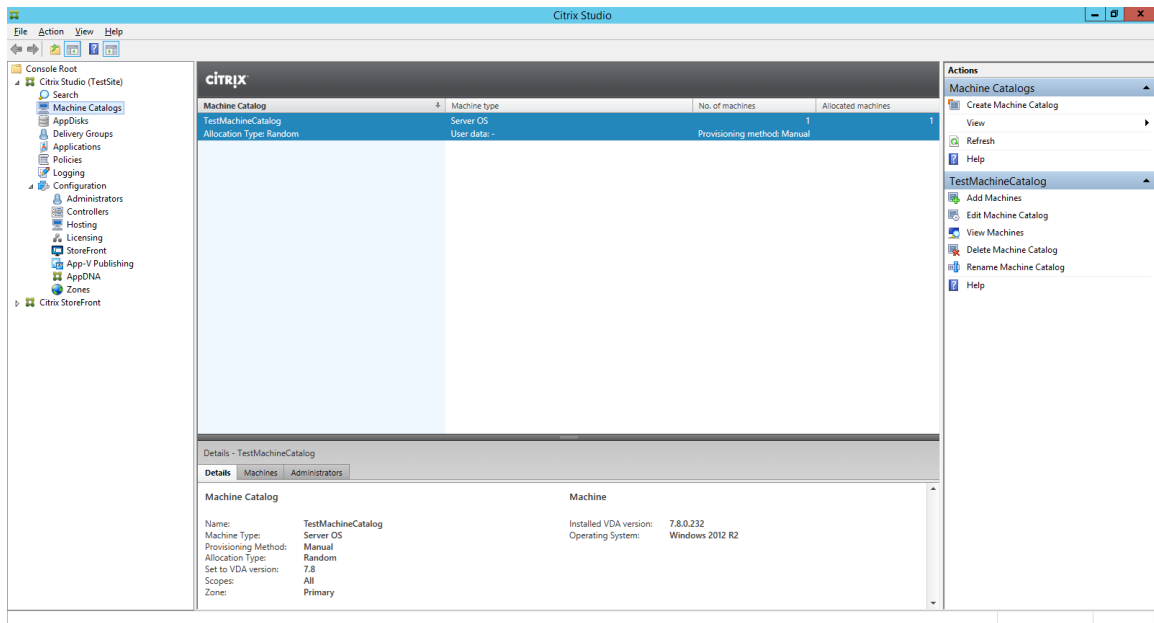 Citrix Studio
File Action View Help
Console Root
Citrix Studio (TestSite)
Search
Machine Catalogs
AppDisks
Delivery Groups
Applications
Policies
Logging
Configuration
Administrators
Controllers
Hosting
Licensing
StoreFront
App-V Publishing
AppDNA
Zones
Citrix StoreFront
CITRIX
Machine Catalog Machine type No. of machines Allocated machines
TestMachineCatalog Server OS 1 1
Allocation Type: Random User data: - Provisioning method: Manual
Details - TestMachineCatalog
Details Machines Administrators
Machine Catalog
Name: TestMachineCatalog
Machine Type: Server OS
Provisioning Method: Manual
Allocation Type: Random
Set to VDA version: 7.8
Scopes: All
Zone: Primary
Machine
Installed VDA version: 7.8.0.232
Operating System: Windows 2012 R2
Actions
Machine Catalogs
Create Machine Catalog
View
Refresh
Help
TestMachineCatalog
Add Machines
Edit Machine Catalog
View Machines
Delete Machine Catalog
Rename Machine Catalog
Help